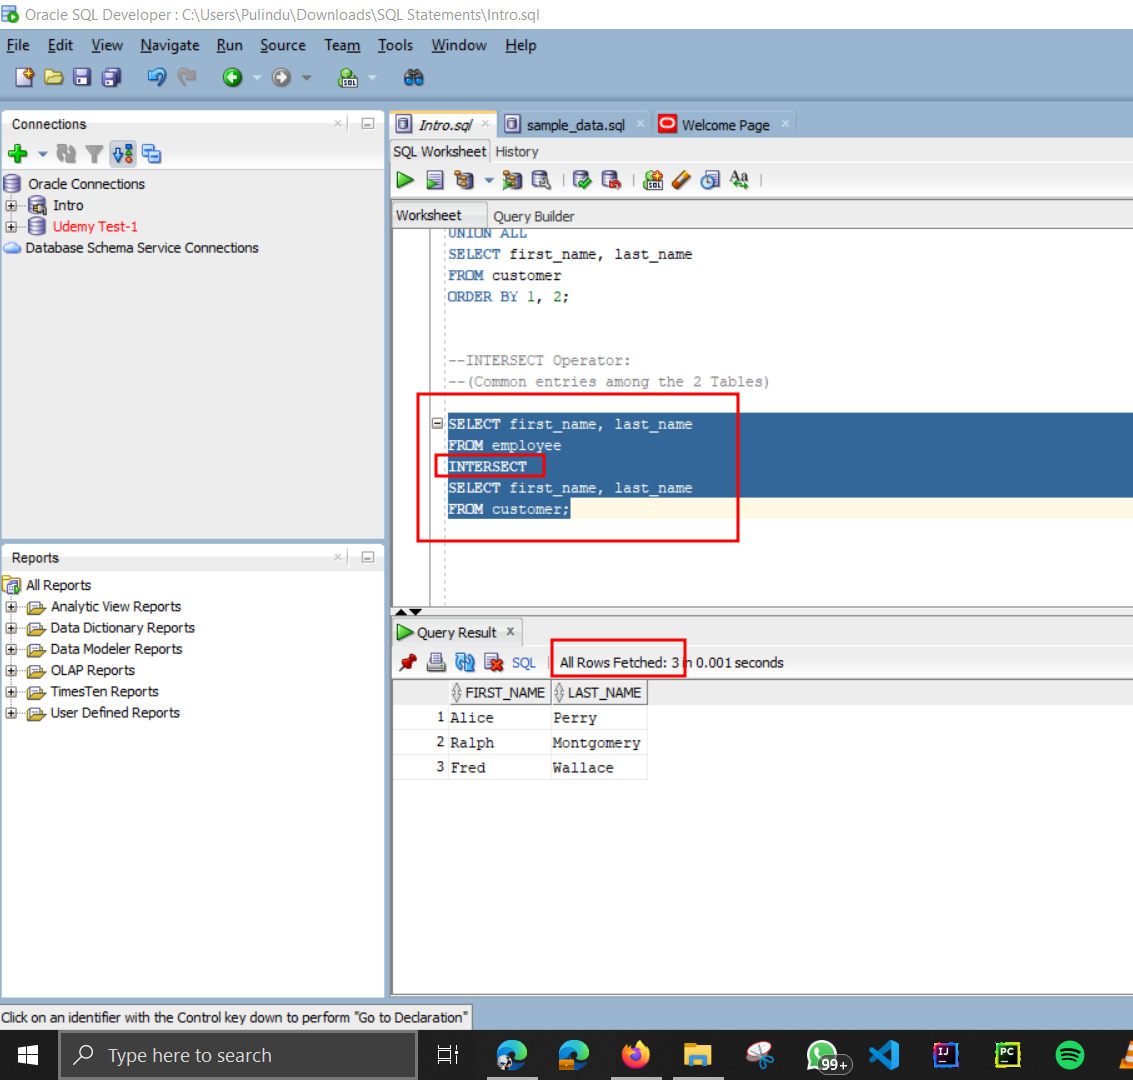 Oracle SQL Developer : C:\Users\Pulindu\Downloads\SQL Statements\Intro.sql
File Edit View Navigate Run Source Team Tools Window Help
SQL
Connections
Oracle Connections
Intro
Udemy Test-1
Database Schema Service Connections
Reports
All Reports
Analytic View Reports
Data Dictionary Reports
Data Modeler Reports
OLAP Reports
TimesTen Reports
User Defined Reports
Intro.sql sample_data.sql Welcome Page
SQL Worksheet History
SQL Aa
Worksheet Query Builder
UNION ALL
SELECT first_name, last_name
FROM customer
ORDER BY 1, 2;
--INTERSECT Operator:
--(Common entries among the 2 Tables)
SELECT first_name, last_name
FROM employee
INTERSECT
SELECT first_name, last_name
FROM customer;
Query Result x
SQL All Rows Fetched: 3 in 0.001 seconds
FIRST_NAME LAST_NAME
1 Alice Perry
2 Ralph Montgomery
3 Fred Wallace
Click on an identifier with the Control key down to perform "Go to Declaration"
Type here to search
99+ IJ PC